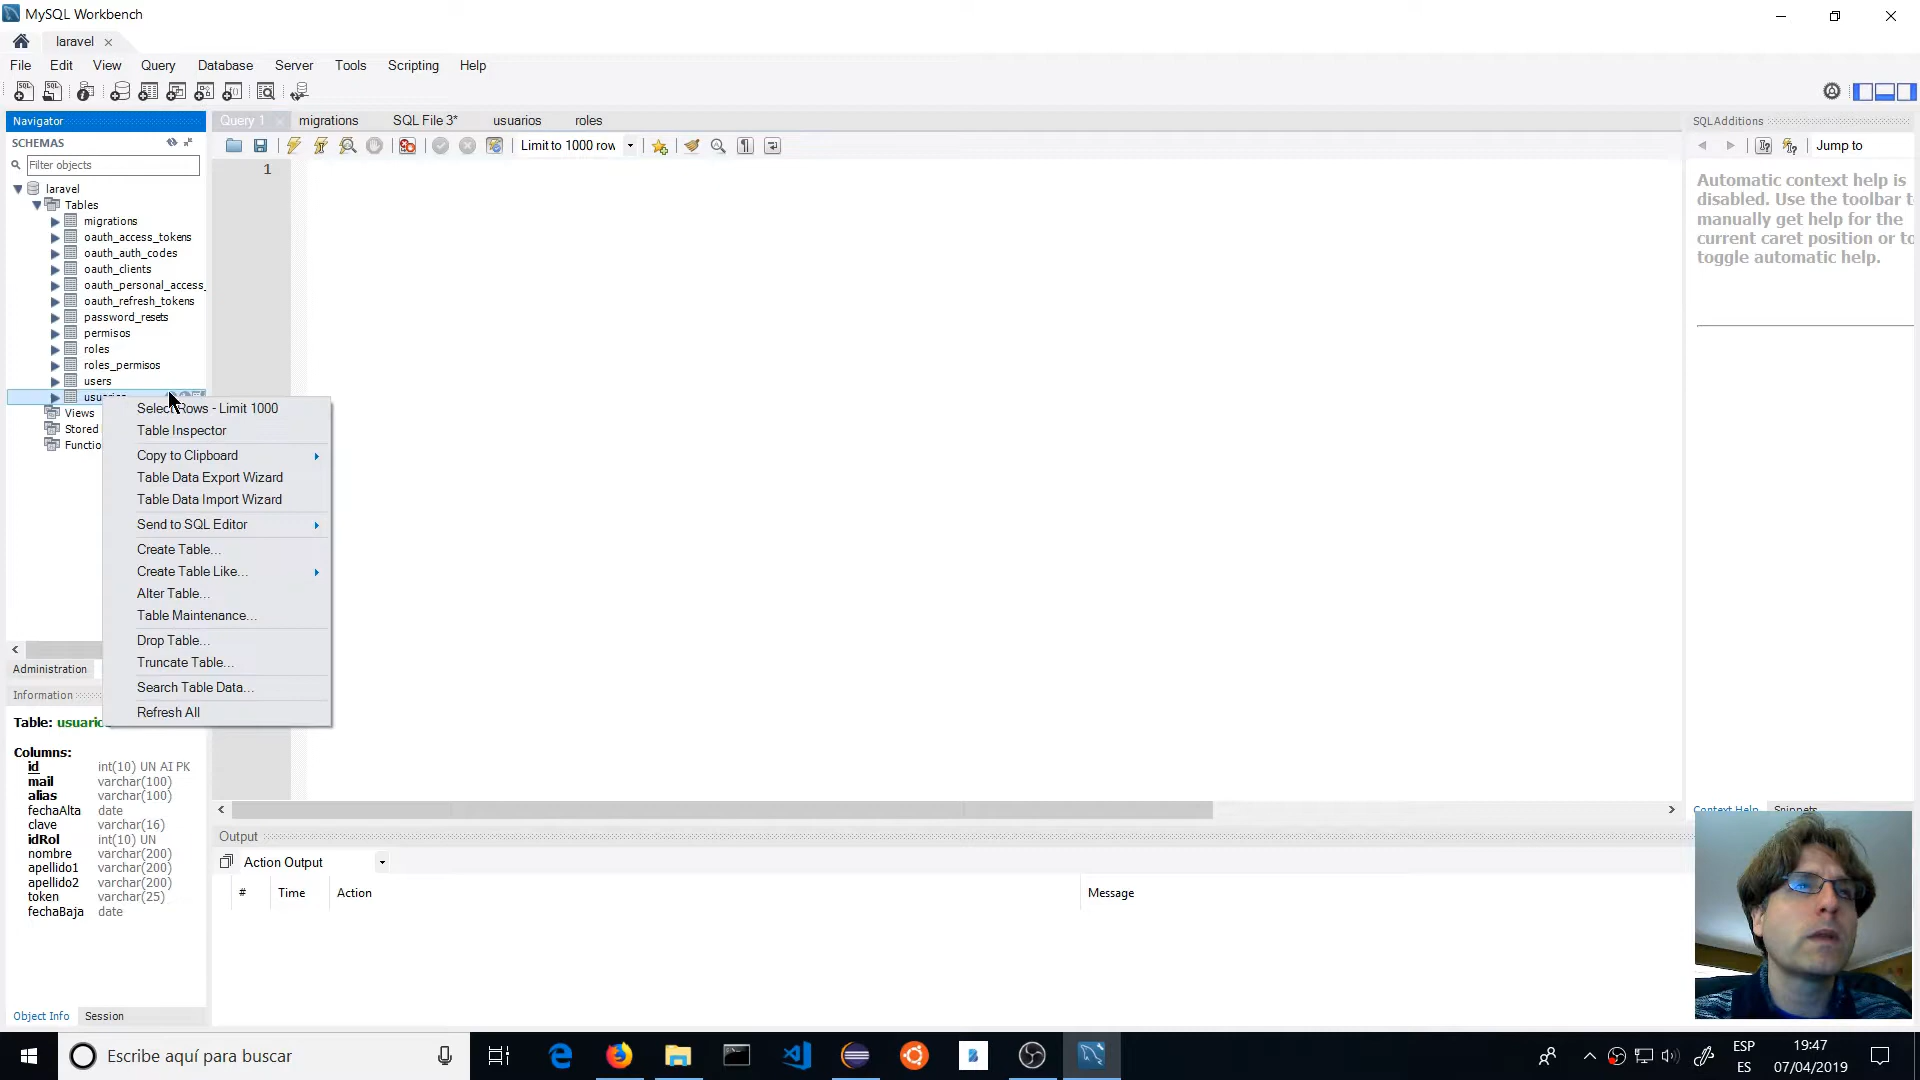 MySQL Workbench
laravel
File Edit View Query Database Server Tools Scripting Help
Navigator
SCHEMAS
Filter objects
laravel
Tables
migrations
oauth_access_tokens
oauth_auth_codes
oauth_clients
oauth_personal_access_
oauth_refresh_tokens
password_resets
permisos
roles
roles_permisos
users
Views
Stored
Functio
Select Rows - Limit 1000
Table Inspector
Copy to Clipboard
Table Data Export Wizard
Table Data Import Wizard
Send to SQL Editor
Create Table...
Create Table Like...
Alter Table...
Table Maintenance...
Drop Table...
Truncate Table...
Search Table Data...
Refresh All
Administration
Information
Table: usuario
Columns:
id int(10) UN AI PK
mail varchar(100)
alias varchar(100)
fechaAlta date
clave varchar(16)
idRol int(10) UN
nombre varchar(200)
apellido1 varchar(200)
apellido2 varchar(200)
token varchar(25)
fechaBaja date
Object Info Session
Query 1 migrations SQL File 3* usuarios roles
Limit to 1000 row
1
Output
Action Output
# Time Action Message
SQLAdditions
Jump to
Automatic context help is
disabled. Use the toolbar t
manually get help for the
current caret position or to
toggle automatic help.
Context Help Snippets
Escribe aquí para buscar
ESP
ES
19:47
07/04/2019